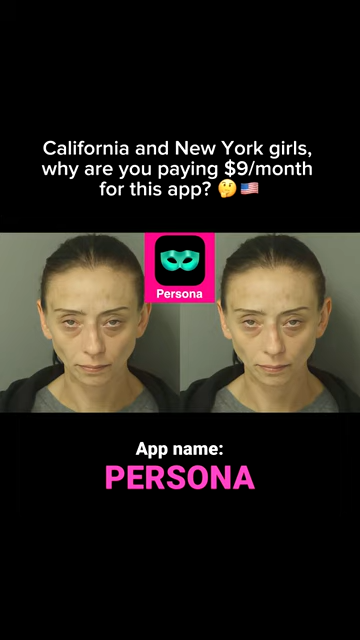 California and New York girls,
why are you paying $9/month
for this app? 🤔🇺🇸
Persona
App name:
PERSONA